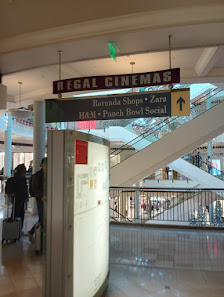 REGAL CINEMAS
Rotunda Shops • Zara
H&M • Punch Bowl Social